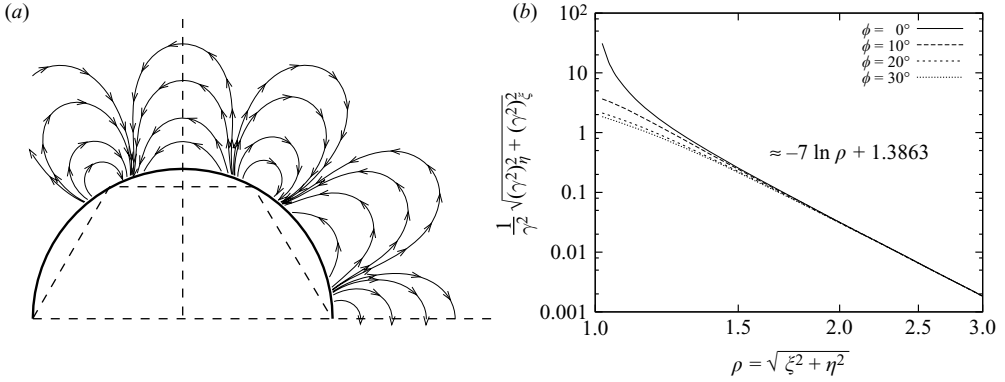 (a)
(b)
10²
10
1
0.1
0.01
0.001
1.0
1.5
2.0
2.5
3.0
1/γ² √(γ²)²_η + (γ²)²_ξ
ρ = √ξ² + η²
ϕ = 0°
ϕ = 10°
ϕ = 20°
ϕ = 30°
≈ –7 ln ρ + 1.3863